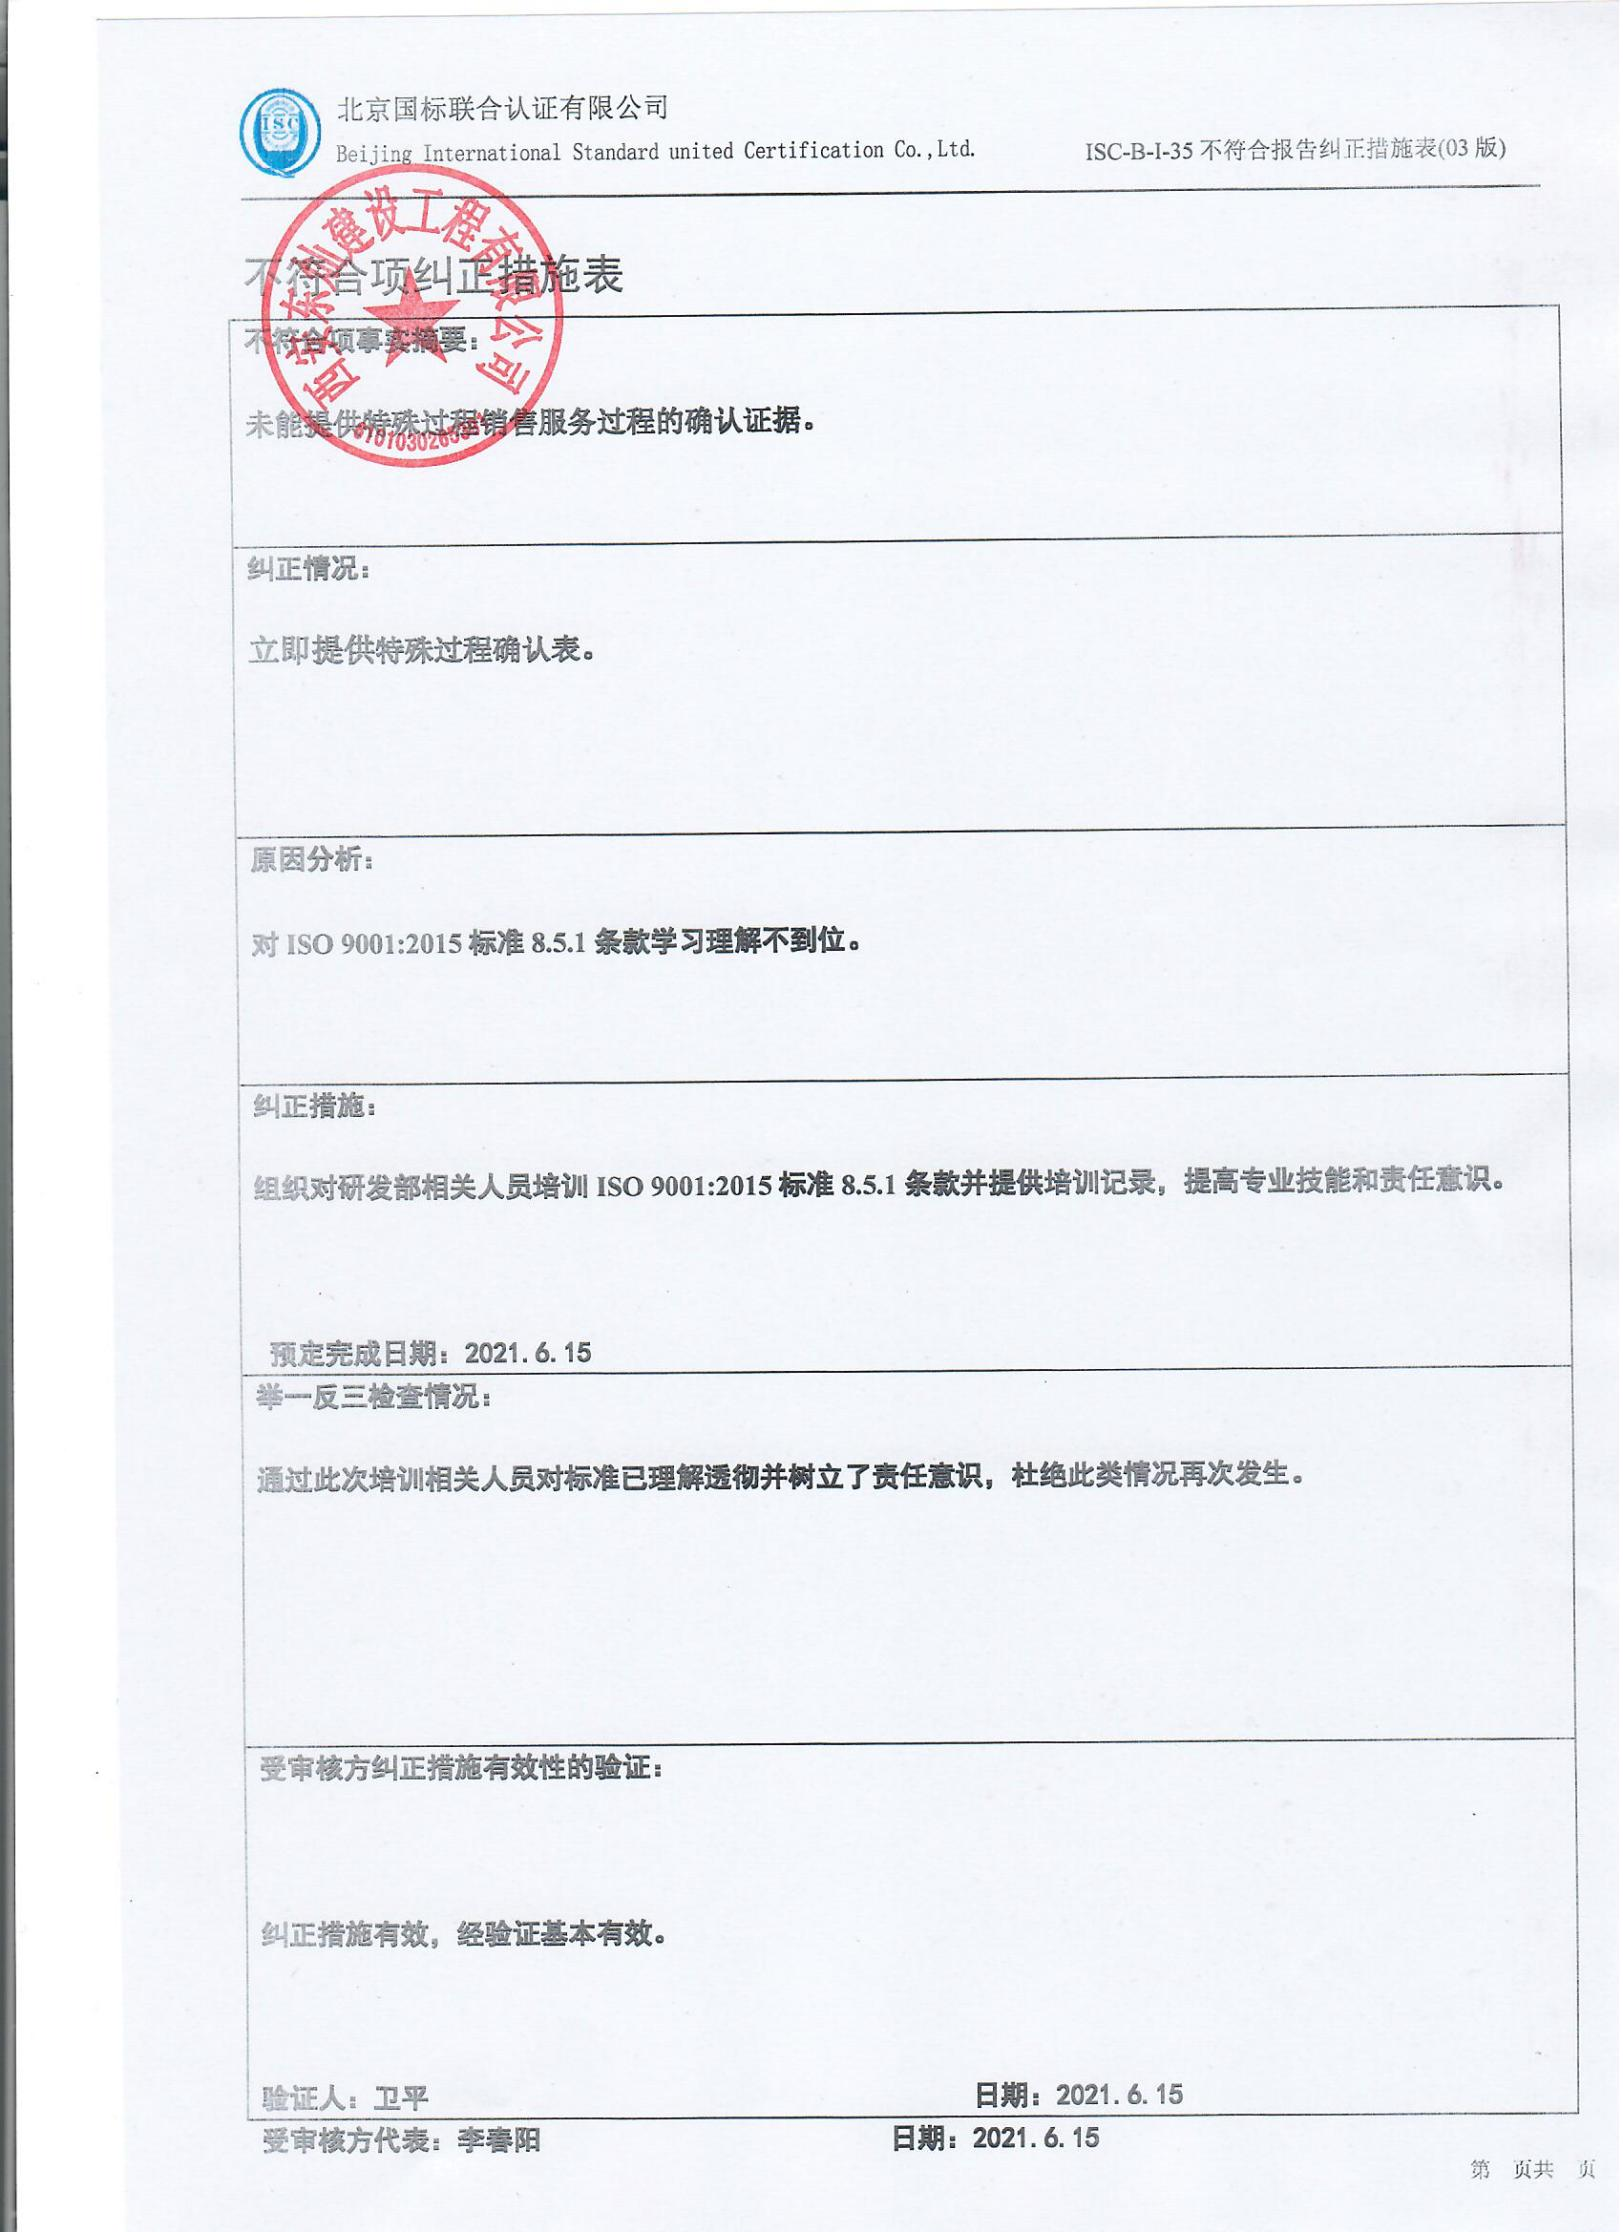 ISC
北京国标联合认证有限公司
Beijing International Standard united Certification Co.,Ltd.
ISC-B-I-35 不符合报告纠正措施表(03 版)
西安东灿建设工程有限公司
不符合项纠正措施表
不符合项事实摘要：
未能提供特殊过程销售服务过程的确认证据。
纠正情况：
立即提供特殊过程确认表。
原因分析：
对 ISO 9001:2015 标准 8.5.1 条款学习理解不到位。
纠正措施：
组织对研发部相关人员培训 ISO 9001:2015 标准 8.5.1 条款并提供培训记录，提高专业技能和责任意识。
预定完成日期：2021.6.15
举一反三检查情况：
通过此次培训相关人员对标准已理解透彻并树立了责任意识，杜绝此类情况再次发生。
受审核方纠正措施有效性的验证：
纠正措施有效，经验证基本有效。
验证人：卫平
日期：2021.6.15
受审核方代表：李春阳
日期：2021.6.15
第 页共 页